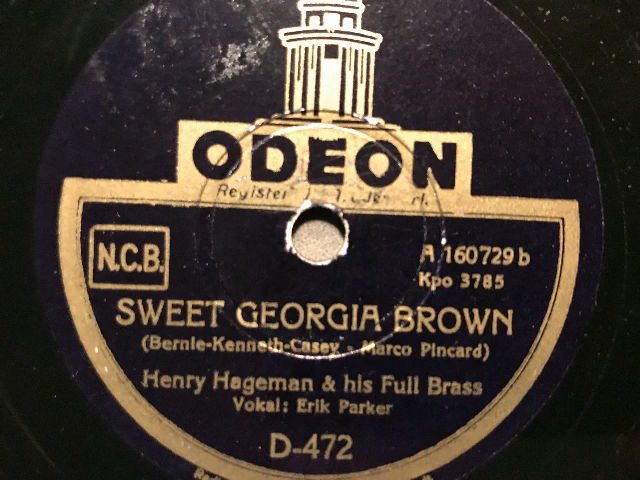 ODEON
N.C.B.
A 160729 b
Kpo 3785
SWEET GEORGIA BROWN
(Bernie-Kenneth-Casey - Marco Pincard)
Henry Hageman & his Full Brass
Vokal: Erik Parker
D-472